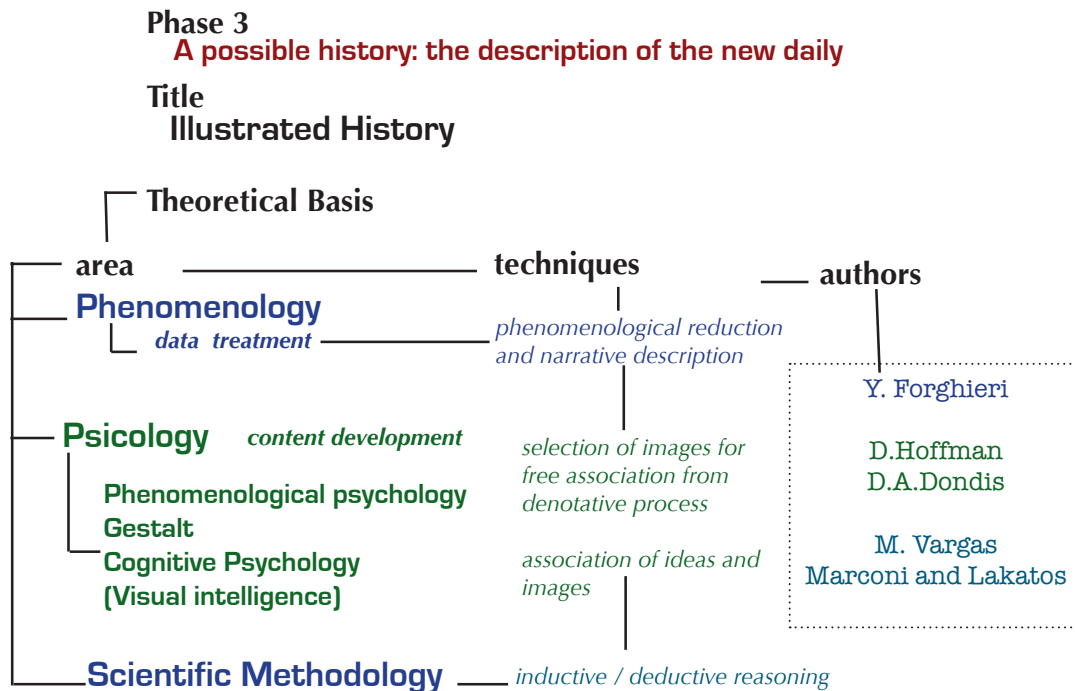 Phase 3
A possible history: the description of the new daily
Title
Illustrated History
Theoretical Basis
area
techniques
authors
Phenomenology
data treatment
phenomenological reduction
and narrative description
Y. Forghieri
Psicology
content development
selection of images for
free association from
denotative process
D.Hoffman
D.A.Dondis
Phenomenological psychology
Gestalt
Cognitive Psychology
(Visual intelligence)
association of ideas and
images
M. Vargas
Marconi and Lakatos
Scientific Methodology
inductive / deductive reasoning